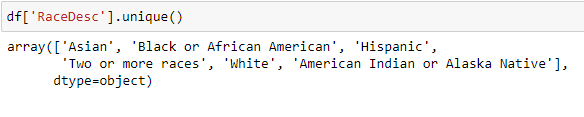 df['RaceDesc'].unique()
array(['Asian', 'Black or African American', 'Hispanic',
'Two or more races', 'White', 'American Indian or Alaska Native'],
dtype=object)